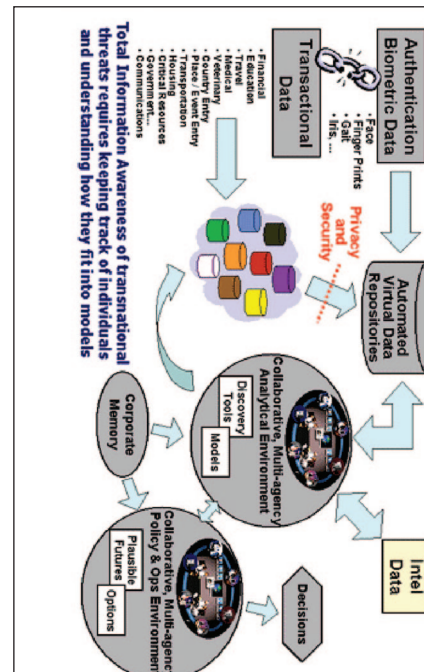 Authentication
Biometric Data
• Face
• Finger Prints
• Gait
• Iris, ...
Transactional
Data
• Financial
• Education
• Travel
• Medical
• Veterinary
• Country Entry
• Place / Event Entry
• Transportation
• Housing
• Critical Resources
• Government...
• Communications
Privacy
and
Security
Automated
Virtual Data
Repositories
Intel
Data
Collaborative, Multi-agency
Analytical Environment
Discovery
Tools
Models
Corporate
Memory
Collaborative, Multi-agency
Policy & Ops Environment
Plausible
Futures
Options
Decisions
Total Information Awareness of transnational
threats requires keeping track of individuals
and understanding how they fit into models